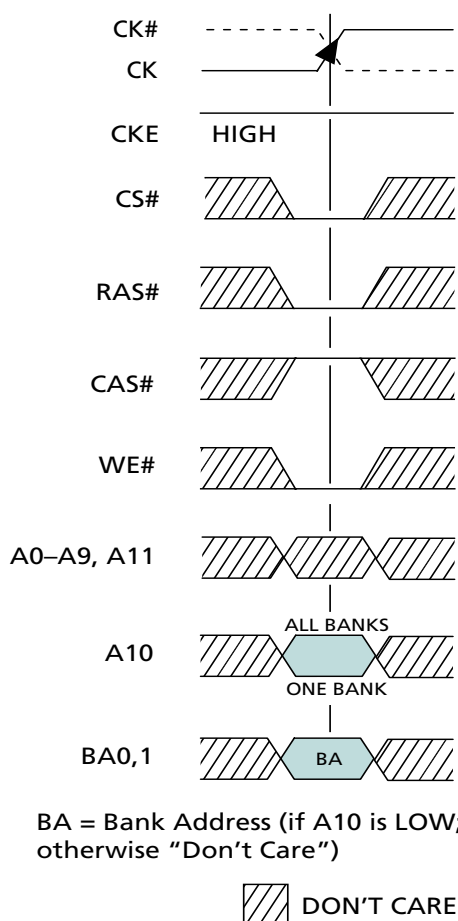 CK#
CK
CKE HIGH
CS#
RAS#
CAS#
WE#
A0–A9, A11
ALL BANKS
A10
ONE BANK
BA0,1 BA
BA = Bank Address (if A10 is LOW;
otherwise “Don’t Care”)
DON’T CARE